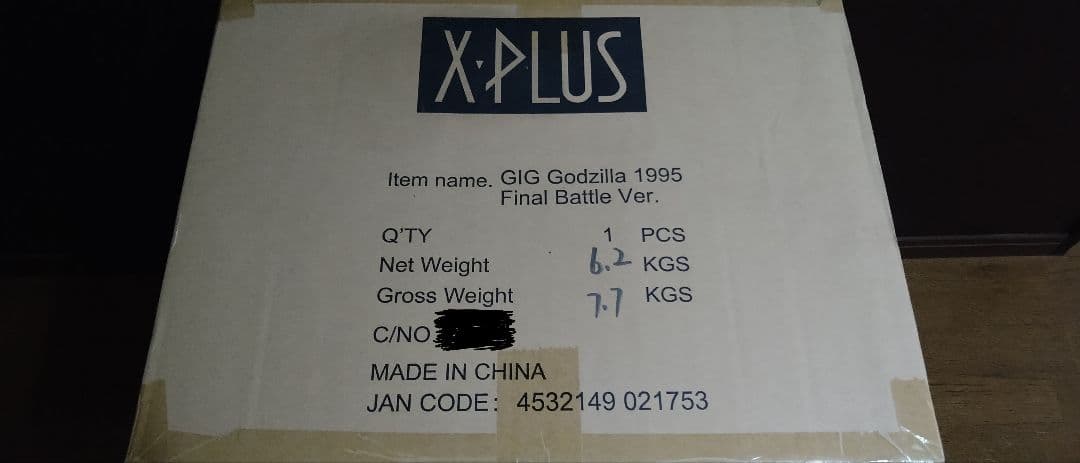 X·PLUS
Item name. GIG Godzilla 1995
Final Battle Ver.
Q'TY 1 PCS
Net Weight 6.2 KGS
Gross Weight 7.7 KGS
C/NO.
MADE IN CHINA
JAN CODE: 4532149 021753